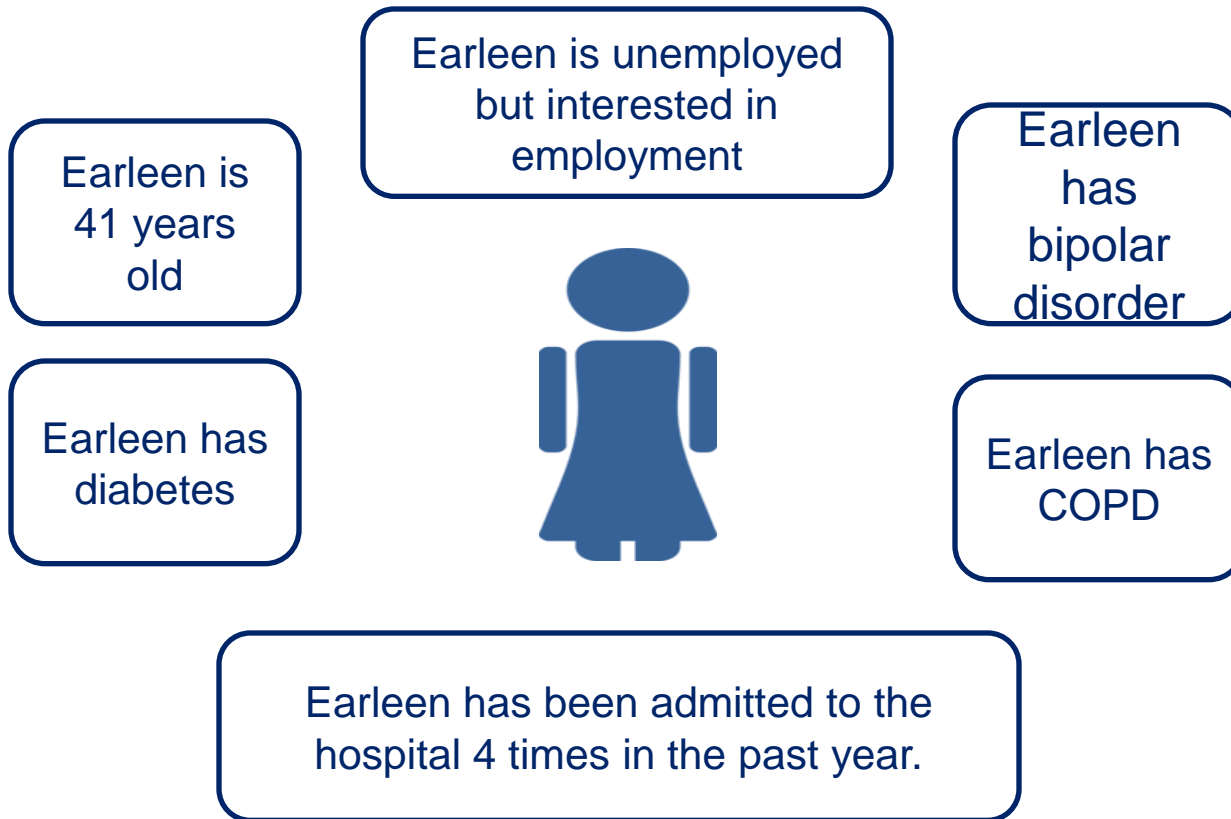 Earleen is unemployed
but interested in
employment
Earleen is
41 years
old
Earleen
has
bipolar
disorder
Earleen has
diabetes
Earleen has
COPD
Earleen has been admitted to the
hospital 4 times in the past year.